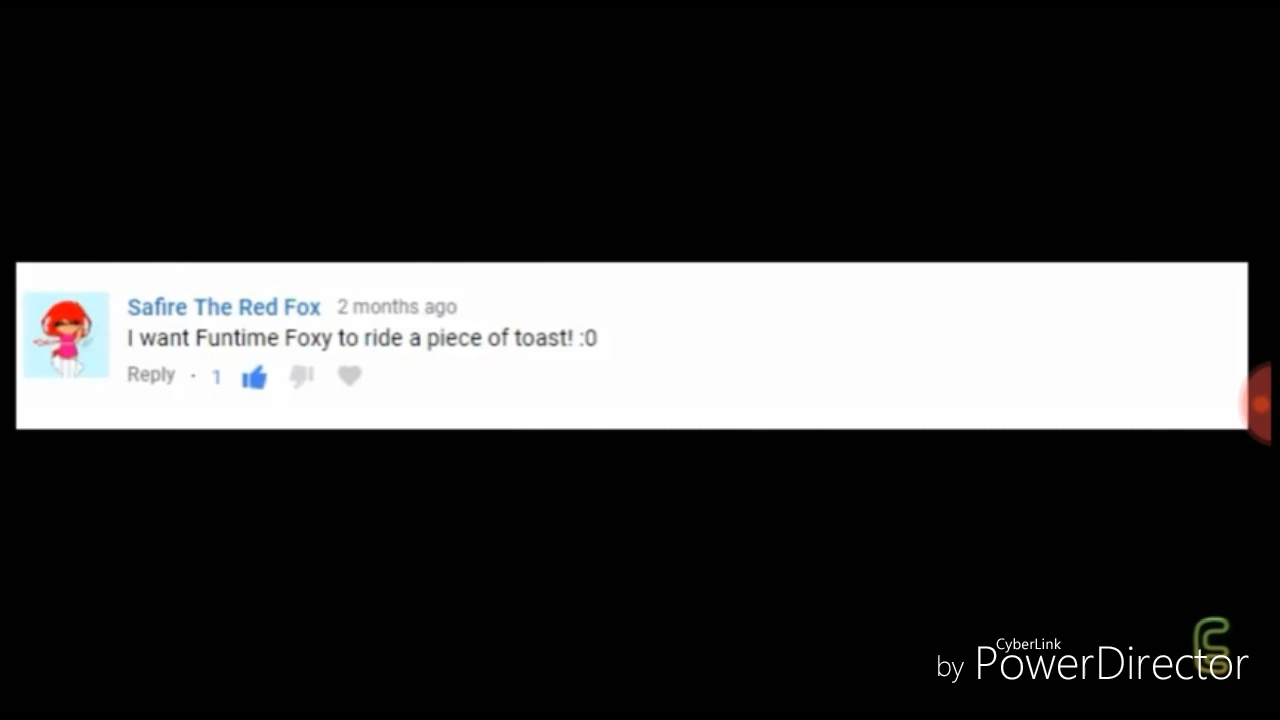 Safire The Red Fox 2 months ago
I want Funtime Foxy to ride a piece of toast! :0
Reply · 1
CyberLink
by PowerDirector